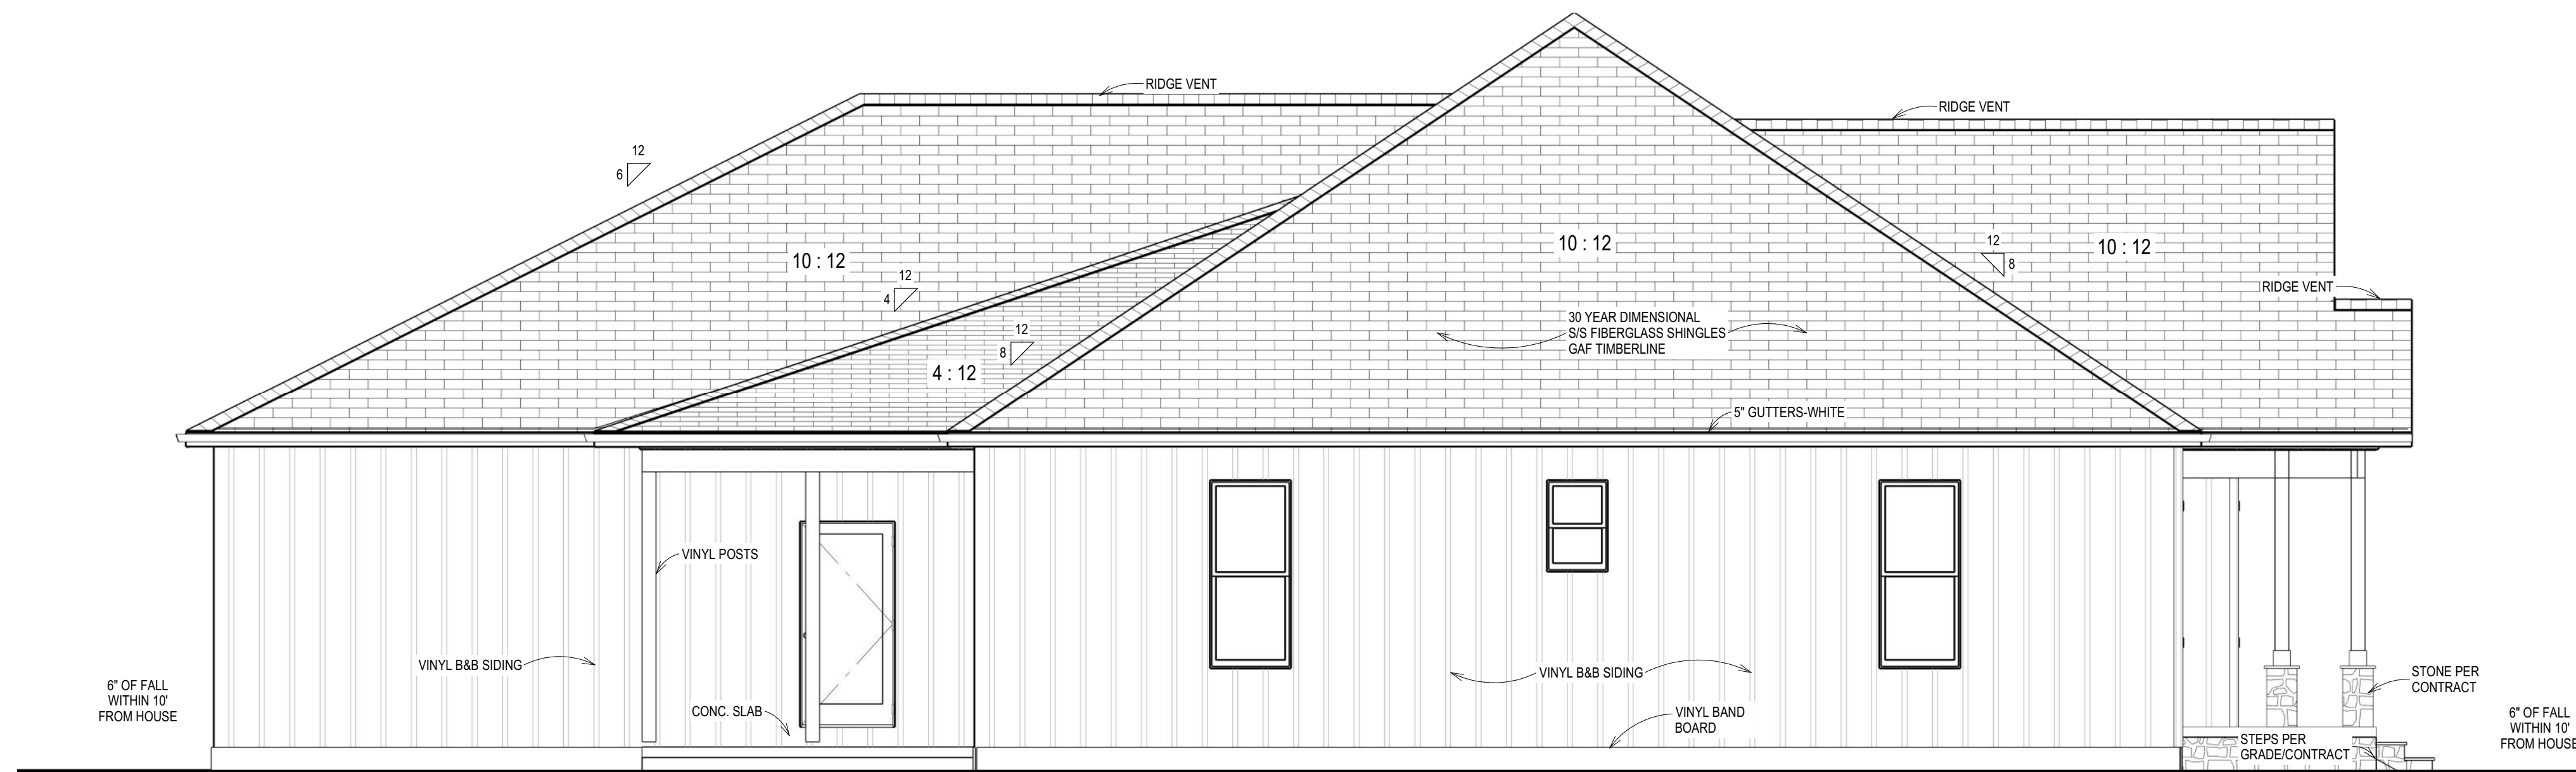 RIDGE VENT
RIDGE VENT
12
6
10 : 12
12
4
12
8
4 : 12
10 : 12
12
8
10 : 12
RIDGE VENT
30 YEAR DIMENSIONAL
S/S FIBERGLASS SHINGLES
GAF TIMBERLINE
5" GUTTERS-WHITE
VINYL POSTS
VINYL B&B SIDING
CONC. SLAB
6" OF FALL
WITHIN 10'
FROM HOUSE
VINYL B&B SIDING
VINYL BAND
BOARD
STONE PER
CONTRACT
STEPS PER
GRADE/CONTRACT
6" OF FALL
WITHIN 10'
FROM HOUSE